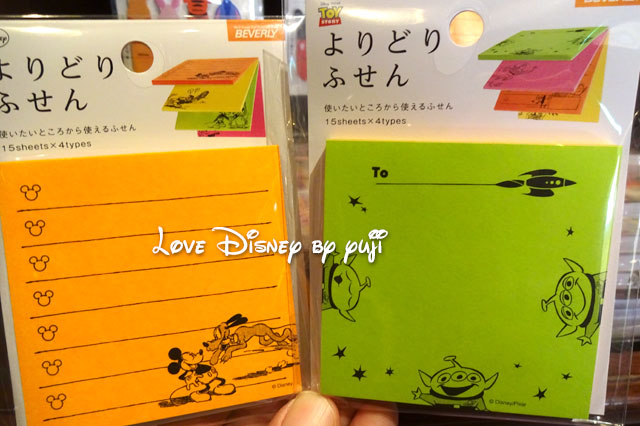 BEVERLY
よりどり
ふせん
使いたいところから使えるふせん
15sheets×4types
© Disney
TOY
STORY
BEVERLY
よりどり
ふせん
使いたいところから使えるふせん
15sheets×4types
To
© Disney/Pixar
Love Disney by yuji